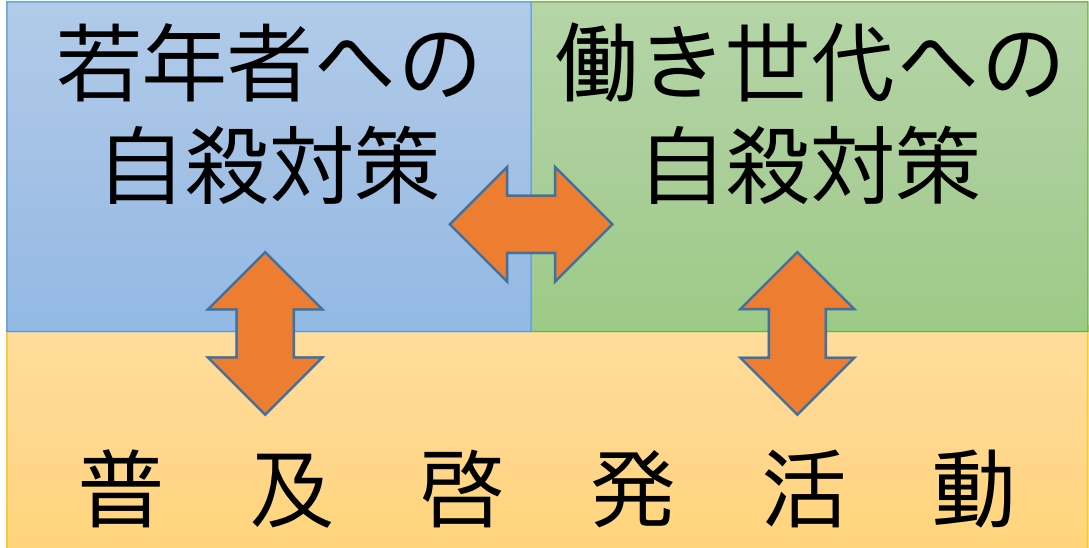 若年者への
自殺対策
働き世代への
自殺対策
普及啓発活動